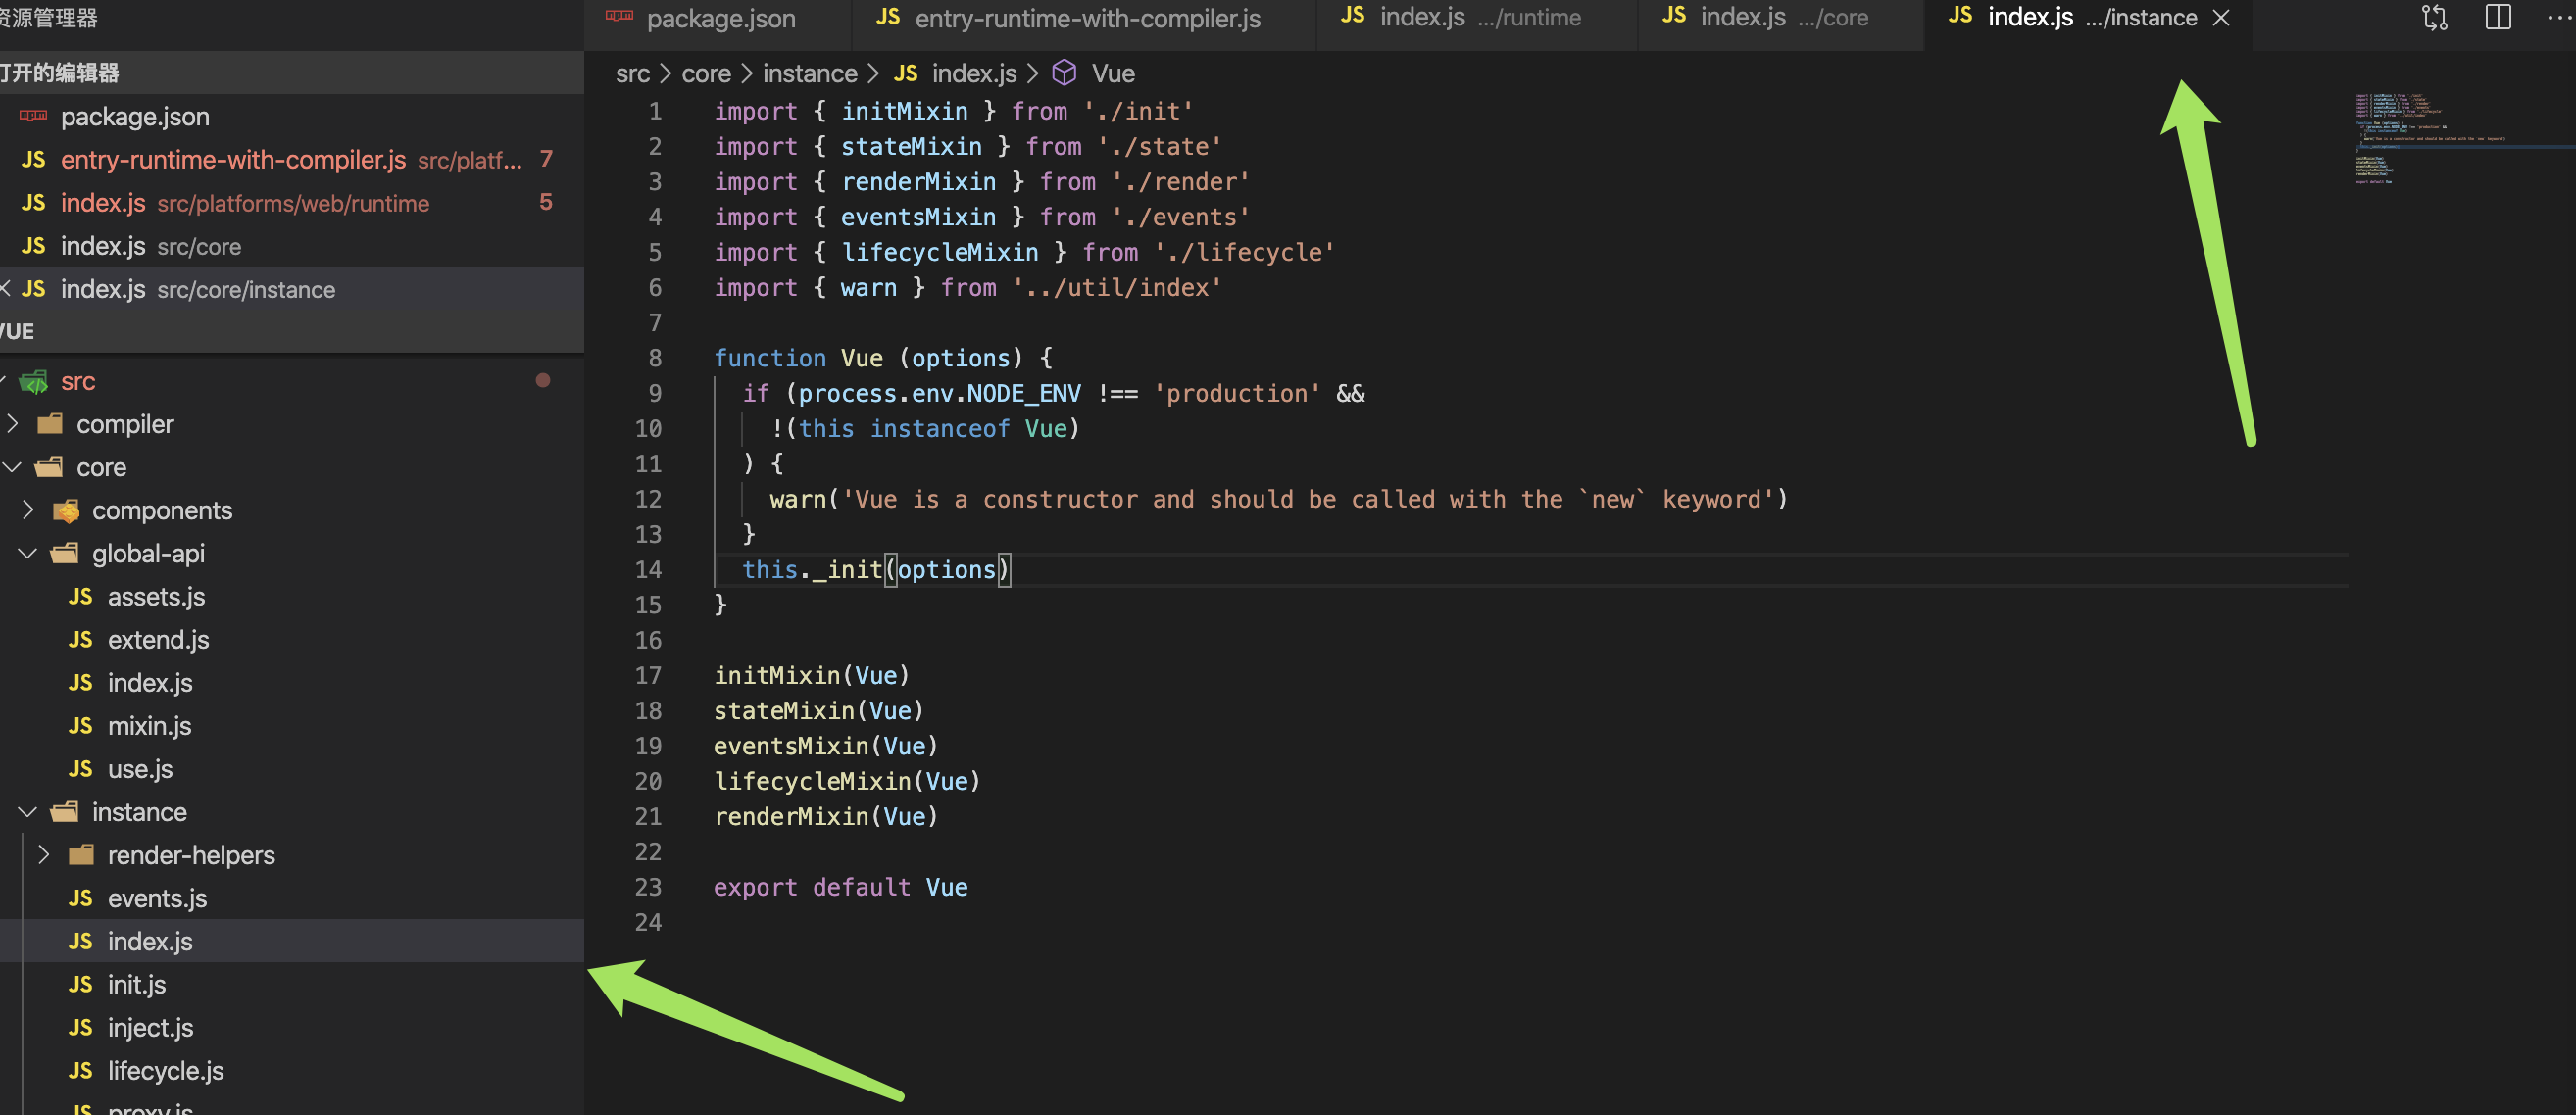 资源管理器
打开的编辑器
package.json
JS entry-runtime-with-compiler.js src/platf... 7
JS index.js src/platforms/web/runtime 5
JS index.js src/core
JS index.js src/core/instance
VUE
src
compiler
core
components
global-api
JS assets.js
JS extend.js
JS index.js
JS mixin.js
JS use.js
instance
render-helpers
JS events.js
JS index.js
JS init.js
JS inject.js
JS lifecycle.js
JS proxy.js
package.json
JS entry-runtime-with-compiler.js
JS index.js .../runtime
JS index.js .../core
JS index.js .../instance
src > core > instance > JS index.js > Vue
1 import { initMixin } from './init'
2 import { stateMixin } from './state'
3 import { renderMixin } from './render'
4 import { eventsMixin } from './events'
5 import { lifecycleMixin } from './lifecycle'
6 import { warn } from '../util/index'
7
8 function Vue (options) {
9 if (process.env.NODE_ENV !== 'production' &&
10 !(this instanceof Vue)
11 ) {
12 warn('Vue is a constructor and should be called with the `new` keyword')
13 }
14 this._init(options)
15 }
16
17 initMixin(Vue)
18 stateMixin(Vue)
19 eventsMixin(Vue)
20 lifecycleMixin(Vue)
21 renderMixin(Vue)
22
23 export default Vue
24